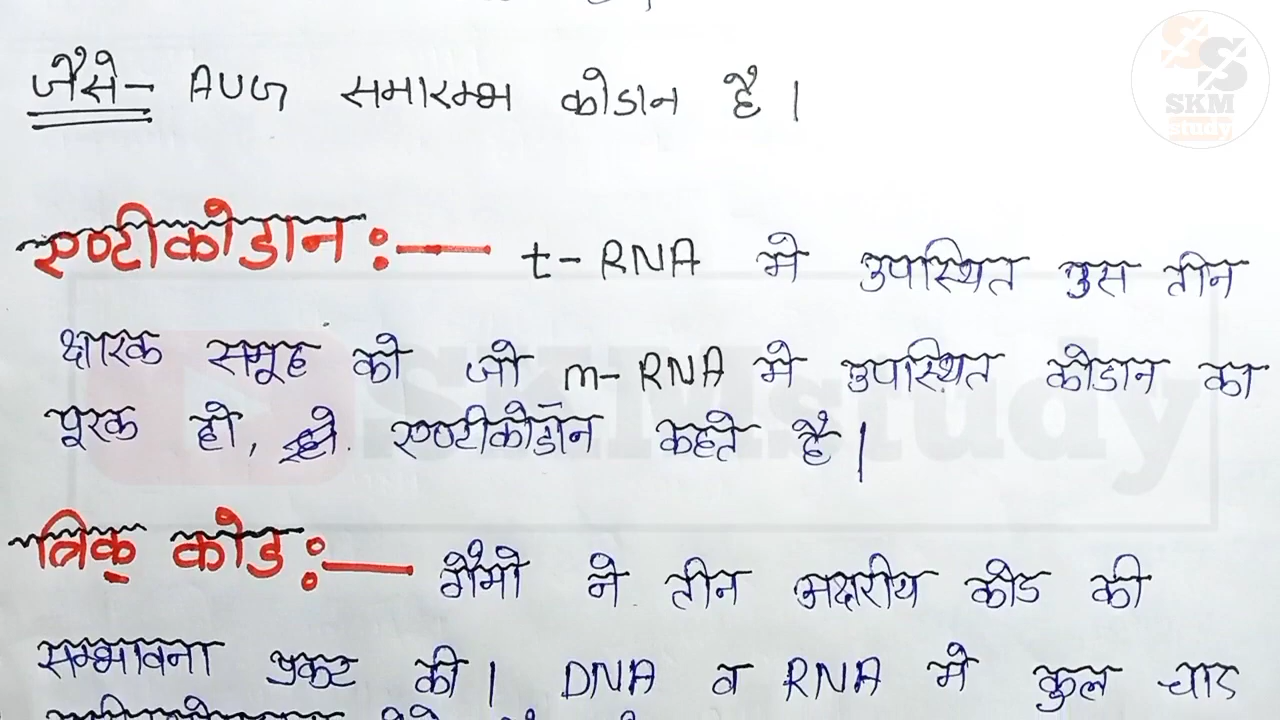 जैसे- AUG समारम्भ कोडान है।
SKM
study
एण्टीकोडान :— t-RNA मे उपस्थित उस तीन
क्षारक समूह को जो m-RNA मे उपस्थित कोडान का
पूरक हो, एण्टीकोडॉन कहते है।
SKMstudy
त्रिक् कोड :— गैमो ने तीन अक्षरीय कोड की
सम्भावना प्रकट की। DNA व RNA मे कुल चार